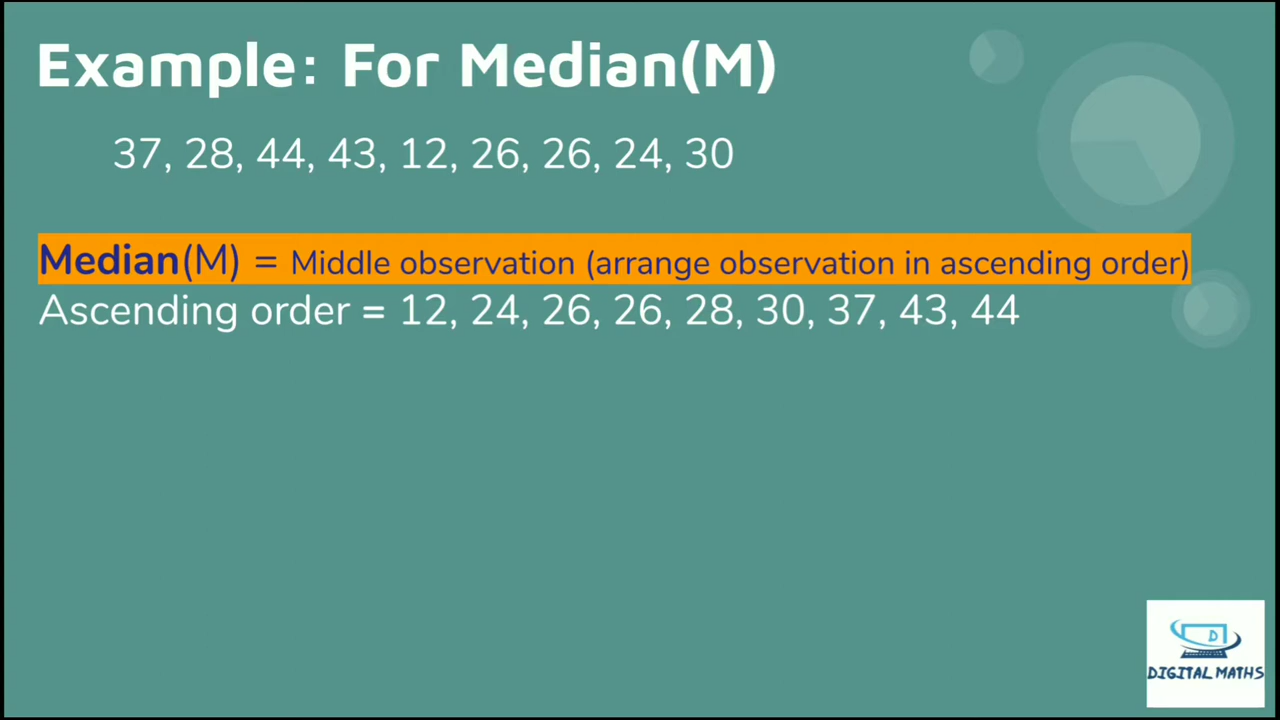 Example: For Median(M)
37, 28, 44, 43, 12, 26, 26, 24, 30
Median(M) = Middle observation (arrange observation in ascending order)
Ascending order = 12, 24, 26, 26, 28, 30, 37, 43, 44
D
DIGITAL MATHS